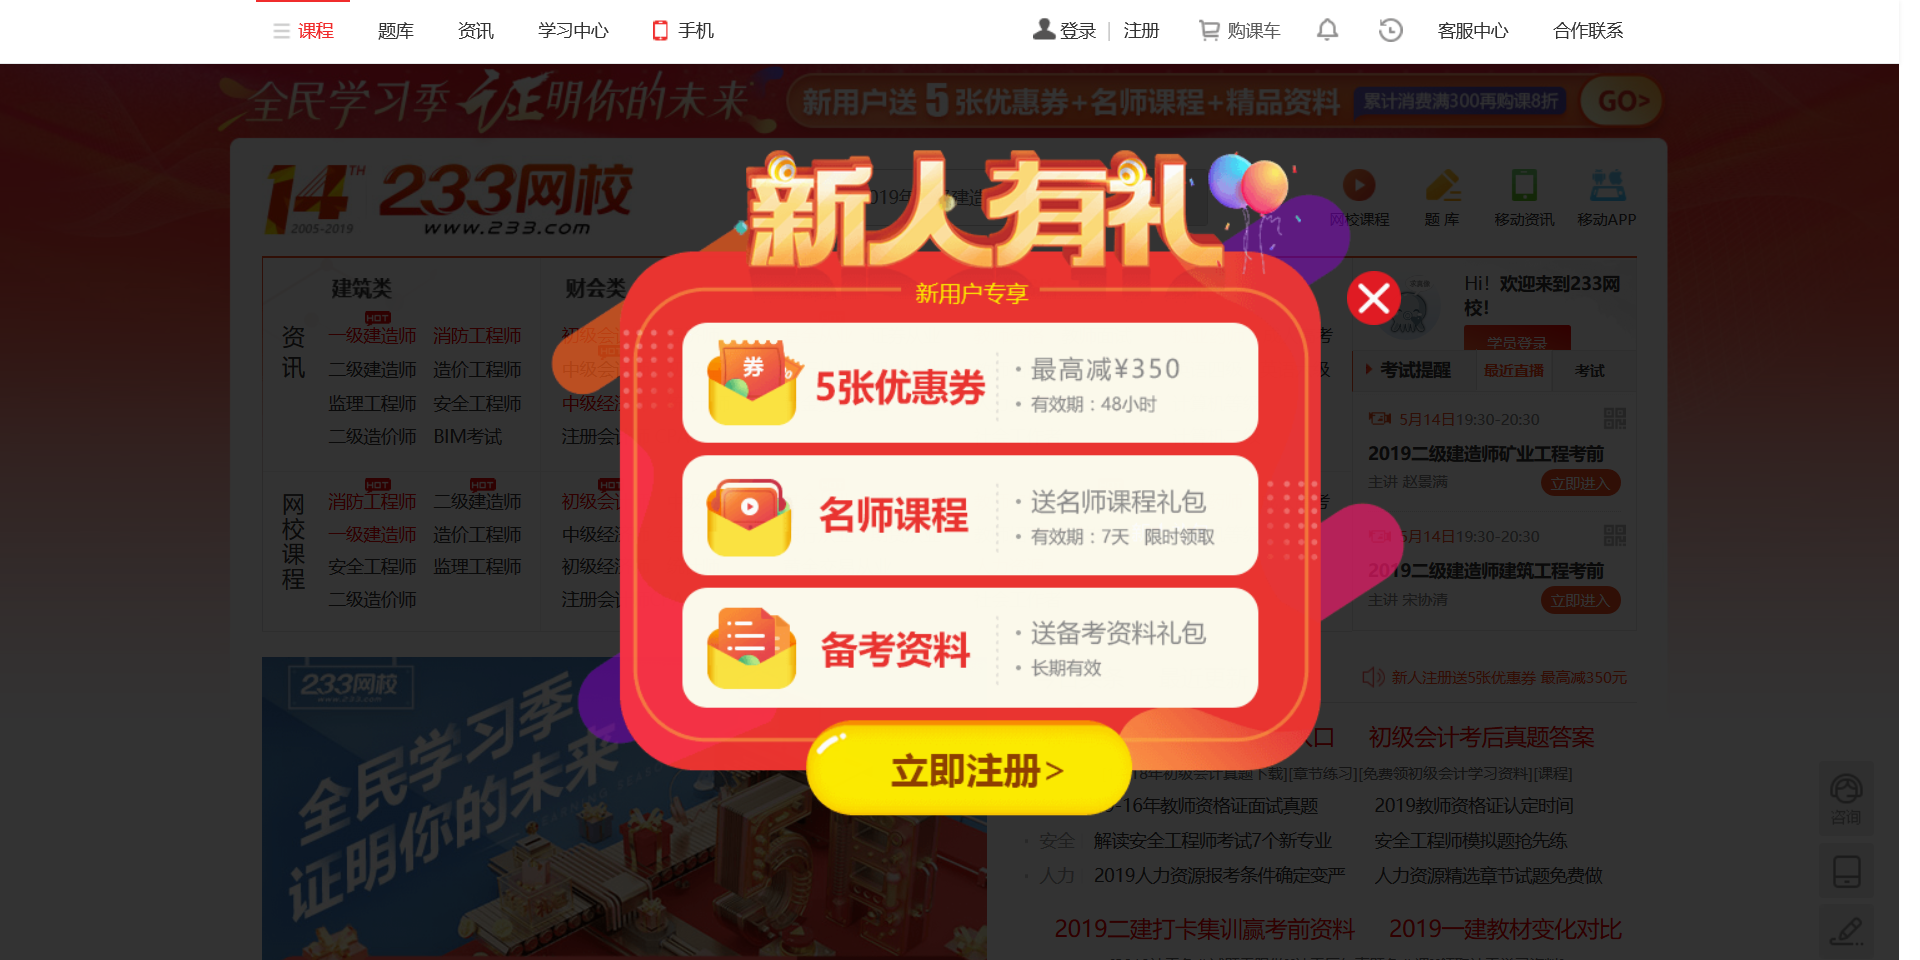 课程 题库 资讯 学习中心 手机 登录 注册 购课车 客服中心 合作联系
全民学习季 证明你的未来 新用户送5张优惠券+名师课程+精品资料 累计消费满300再购课8折 GO>
14TH 2005-2019
233网校
www.233.com
网校课程 题 库 移动资讯 移动APP
新人有礼
新用户专享
5张优惠券
·最高减¥350
·有效期：48小时
名师课程
·送名师课程礼包
·有效期：7天 限时领取
备考资料
·送备考资料礼包
·长期有效
立即注册>
建筑类 财会类
资讯
HOT
一级建造师 消防工程师
二级建造师 造价工程师
监理工程师 安全工程师 中级经
二级造价师 BIM考试 注册会
网校课程
HOT HOT HOT
消防工程师 二级建造师 初级会
一级建造师 造价工程师 中级经
安全工程师 监理工程师 初级经
二级造价师 注册会
Hi！欢迎来到233网校！
学员登录
考试提醒 最近直播 考试
5月14日19:30-20:30
2019二级建造师矿业工程考前
主讲 赵景满 立即进入
5月14日19:30-20:30
2019二级建造师建筑工程考前
主讲 宋协清 立即进入
新人注册送5张优惠券 最高减350元
233网校
www.233.com
全民学习季
证明你的未来
口 初级会计考后真题答案
18年初级会计真题下载][章节练习][免费领初级会计学习资料][课程]
-16年教师资格证面试真题 2019教师资格证认定时间
· 安全 解读安全工程师考试7个新专业 安全工程师模拟题抢先练
· 人力 2019人力资源报考条件确定变严 人力资源精选章节试题免费做
2019二建打卡集训赢考前资料 2019一建教材变化对比
咨询